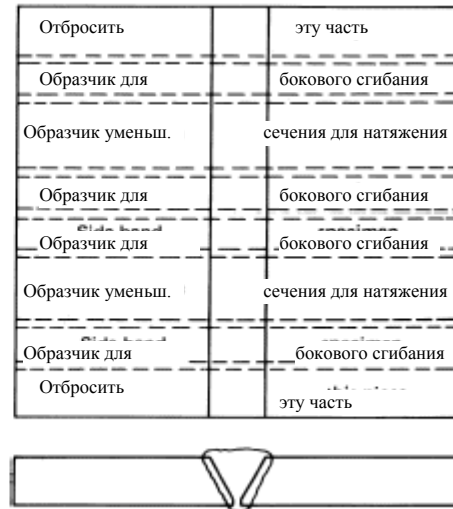 Отбросить эту часть
Образчик для бокового сгибания
Образчик уменьш. сечения для натяжения
Образчик для бокового сгибания
Образчик для бокового сгибания
Образчик уменьш. сечения для натяжения
Образчик для бокового сгибания
Отбросить
эту часть